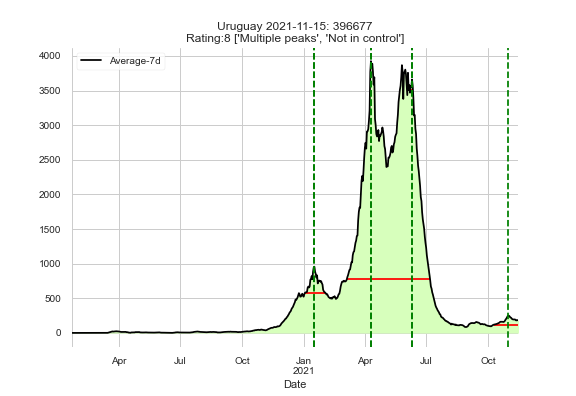 Uruguay 2021-11-15: 396677
Rating:8 ['Multiple peaks', 'Not in control']
Average-7d
4000
3500
3000
2500
2000
1500
1000
500
0
Apr Jul Oct Jan Apr Jul Oct
2021
Date